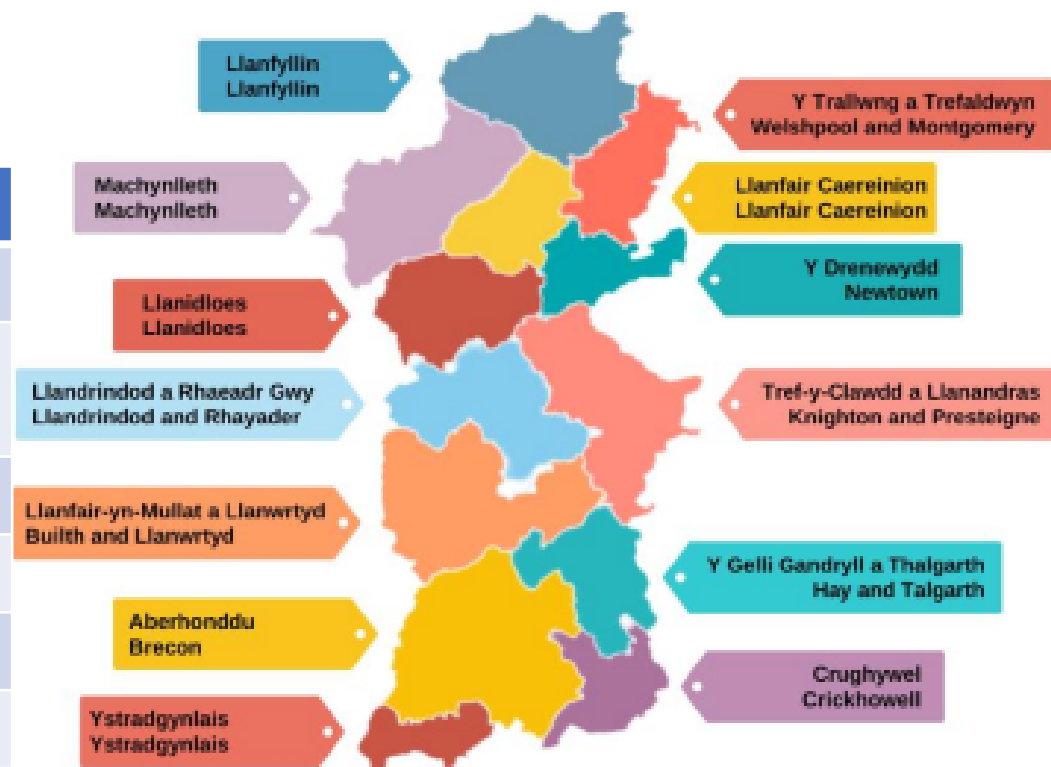 Llanfyllin
Llanfyllin
Y Trallwng a Trefaldwyn
Welshpool and Montgomery
Machynlleth
Machynlleth
Llanfair Caereinion
Llanfair Caereinion
Y Drenewydd
Newtown
Llanidloes
Llanidloes
Llandrindod a Rhaeadr Gwy
Llandrindod and Rhayader
Tref-y-Clawdd a Llanandras
Knighton and Presteigne
Llanfair-yn-Mullat a Llanwrtyd
Builth and Llanwrtyd
Y Gelli Gandryll a Thalgarth
Hay and Talgarth
Aberhonddu
Brecon
Crughywel
Crickhowell
Ystradgynlais
Ystradgynlais